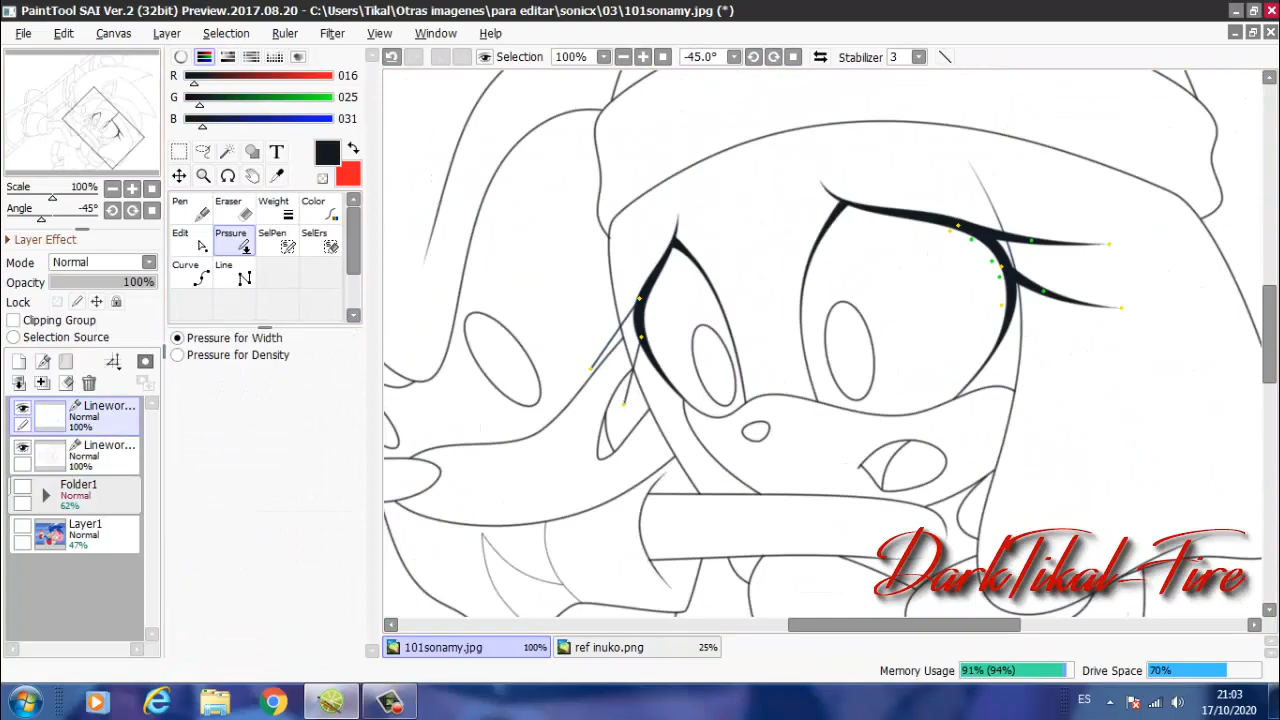 PaintTool SAI Ver.2 (32bit) Preview.2017.08.20 - C:\Users\Tikal\Otras imagenes\para editar\sonicx\03\101sonamy.jpg (*)
File Edit Canvas Layer Selection Ruler Filter View Window Help
Selection 100% -45.0° Stabilizer 3
R 016
G 025
B 031
T
Scale 100%
Angle -45°
Layer Effect
Mode Normal
Opacity 100%
Lock
Clipping Group
Selection Source
Pen Eraser Weight Color
Edit Prssure SelPen SelErs
Curve Line
Pressure for Width
Pressure for Density
Linewor...
Normal
100%
Linewor...
Normal
100%
Folder1
Normal
62%
Layer1
Normal
47%
DarkTikal-Fire
101sonamy.jpg 100% ref inuko.png 25%
Memory Usage 91% (94%) Drive Space 70%
ES 21:03
17/10/2020